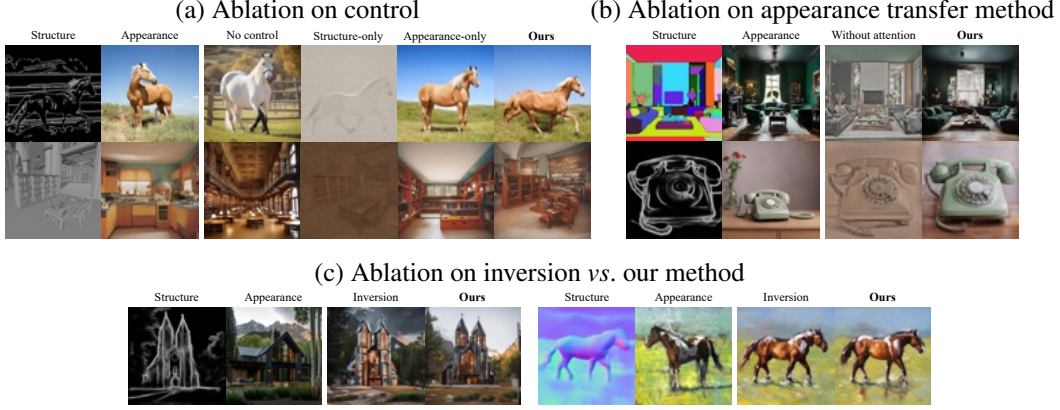 (a) Ablation on control
Structure Appearance No control Structure-only Appearance-only Ours
(b) Ablation on appearance transfer method
Structure Appearance Without attention Ours
(c) Ablation on inversion vs. our method
Structure Appearance Inversion Ours Structure Appearance Inversion Ours